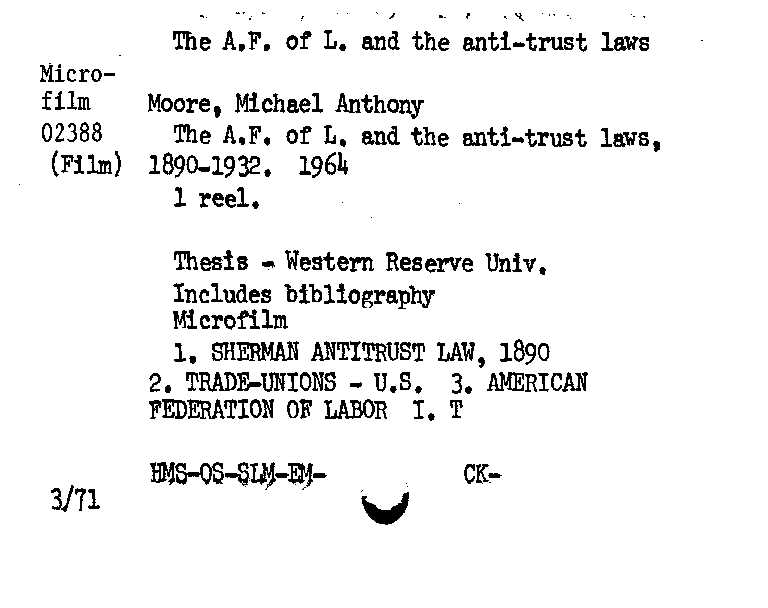 The A.F. of L. and the anti-trust laws
Micro-
film Moore, Michael Anthony
02388 The A.F. of L. and the anti-trust laws,
(Film) 1890-1932. 1964
1 reel.
Thesis - Western Reserve Univ.
Includes bibliography
Microfilm
1. SHERMAN ANTITRUST LAW, 1890
2. TRADE-UNIONS - U.S. 3. AMERICAN
FEDERATION OF LABOR I. T
HMS-OS-SLM-EM- CK-
3/71